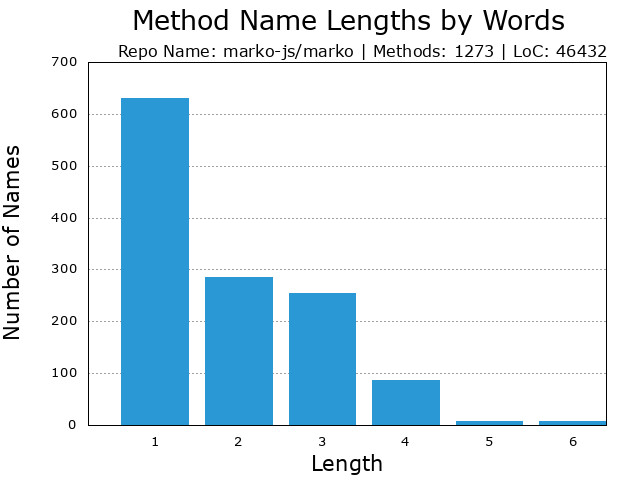 Method Name Lengths by Words
Repo Name: marko-js/marko | Methods: 1273 | LoC: 46432
700
600
500
400
300
200
100
0
Number of Names
1 2 3 4 5 6
Length